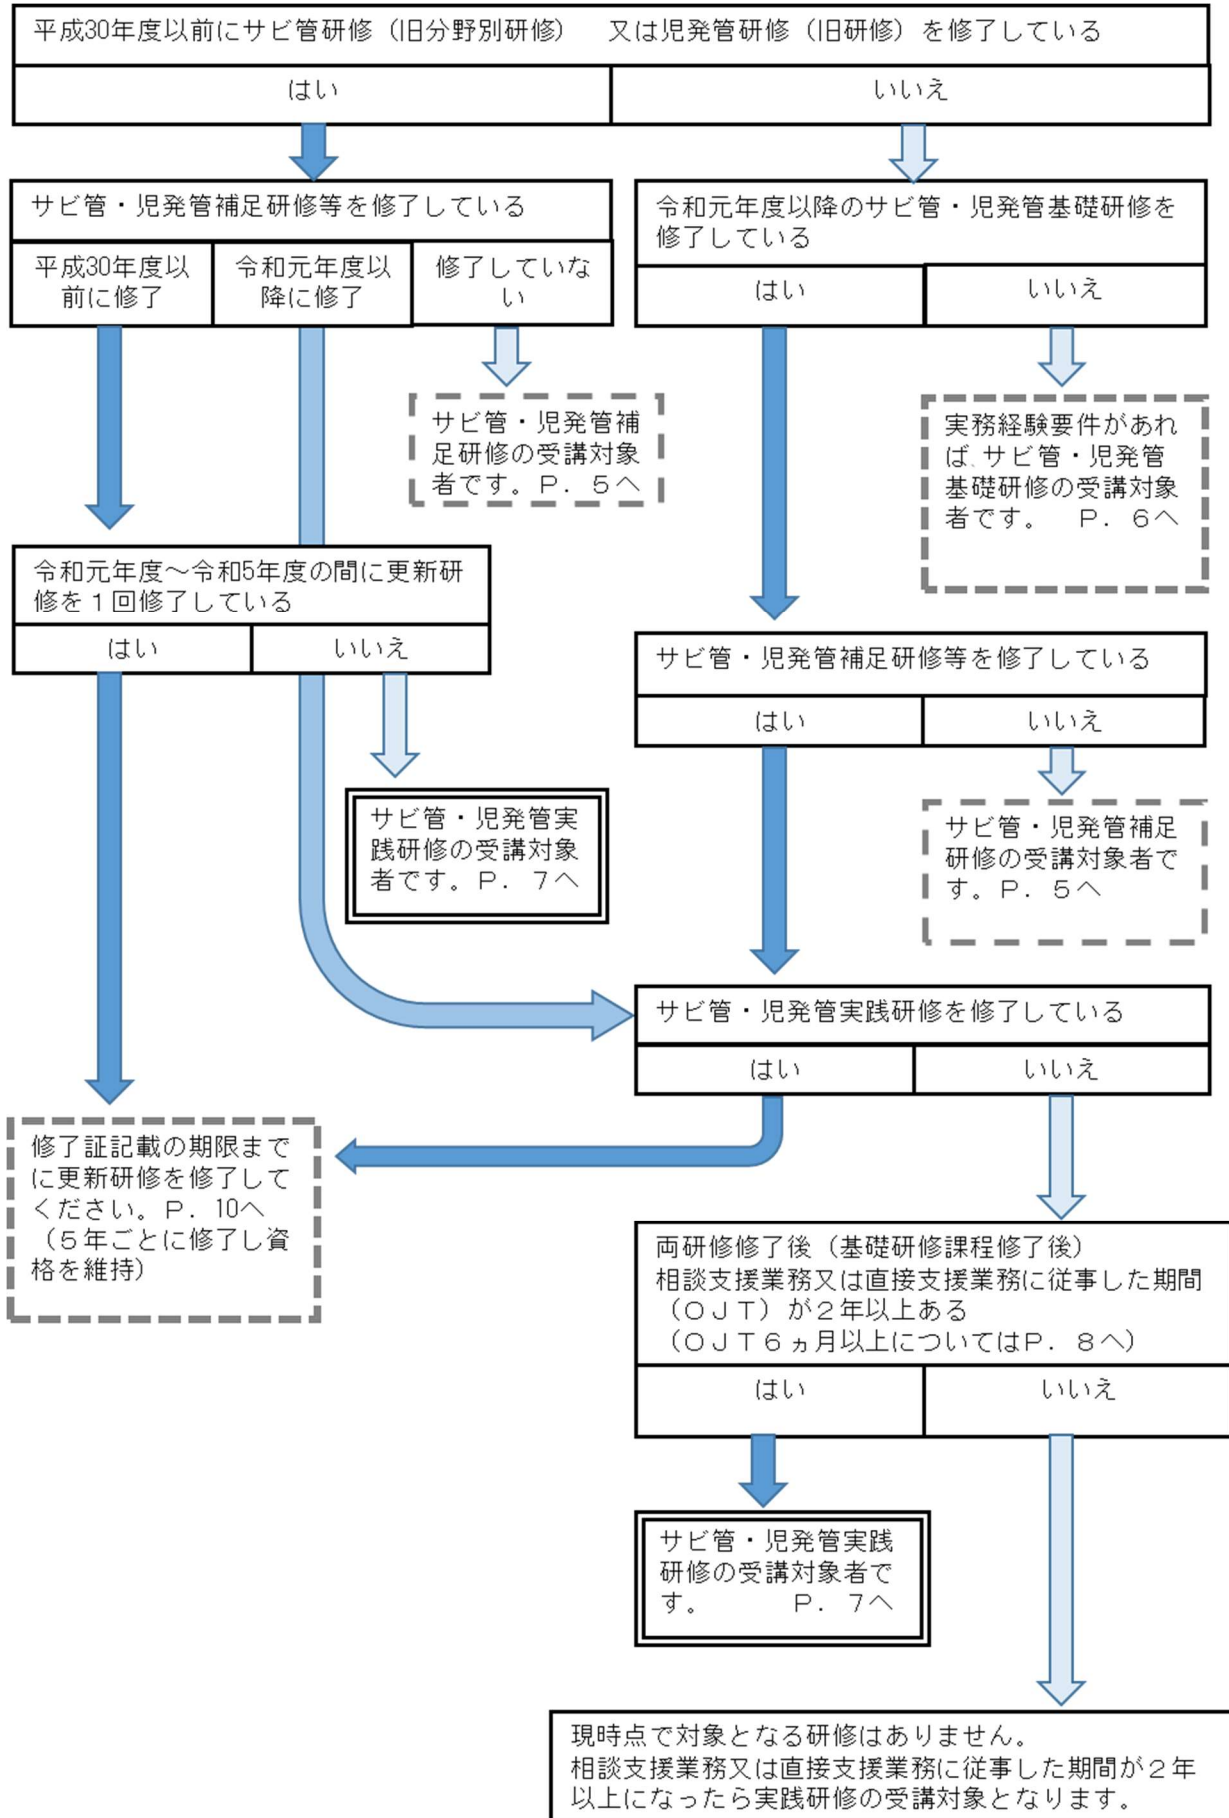 平成30年度以前にサビ管研修（旧分野別研修）　又は児発管研修（旧研修）を修了している
はい
いいえ
サビ管・児発管補足研修等を修了している
平成30年度以
前に修了
令和元年度以
降に修了
修了していな
い
令和元年度以降のサビ管・児発管基礎研修を
修了している
はい
いいえ
サビ管・児発管補
足研修の受講対象
者です。Ｐ．５へ
実務経験要件があれ
ば、サビ管・児発管
基礎研修の受講対象
者です。　Ｐ．６へ
令和元年度～令和5年度の間に更新研
修を１回修了している
はい
いいえ
サビ管・児発管補足研修等を修了している
はい
いいえ
サビ管・児発管実
践研修の受講対象
者です。Ｐ．７へ
サビ管・児発管補足
研修の受講対象者で
す。Ｐ．５へ
サビ管・児発管実践研修を修了している
はい
いいえ
修了証記載の期限まで
に更新研修を修了して
ください。Ｐ．10へ
（５年ごとに修了し資
格を維持）
両研修修了後（基礎研修課程修了後）
相談支援業務又は直接支援業務に従事した期間
（ＯＪＴ）が２年以上ある
（ＯＪＴ６ヵ月以上についてはＰ．８へ）
はい
いいえ
サビ管・児発管実践
研修の受講対象者で
す。　　　Ｐ．７へ
現時点で対象となる研修はありません。
相談支援業務又は直接支援業務に従事した期間が２年
以上になったら実践研修の受講対象となります。